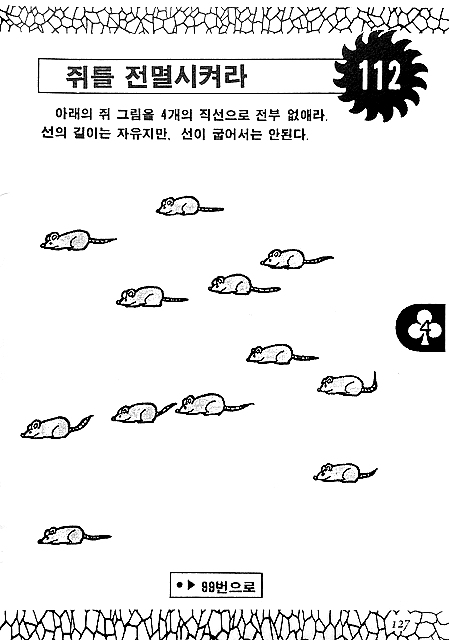 쥐를 전멸시켜라
112
아래의 쥐 그림을 4개의 직선으로 전부 없애라.
선의 길이는 자유지만, 선이 굽어서는 안된다.
4
•▶ 99번으로
127